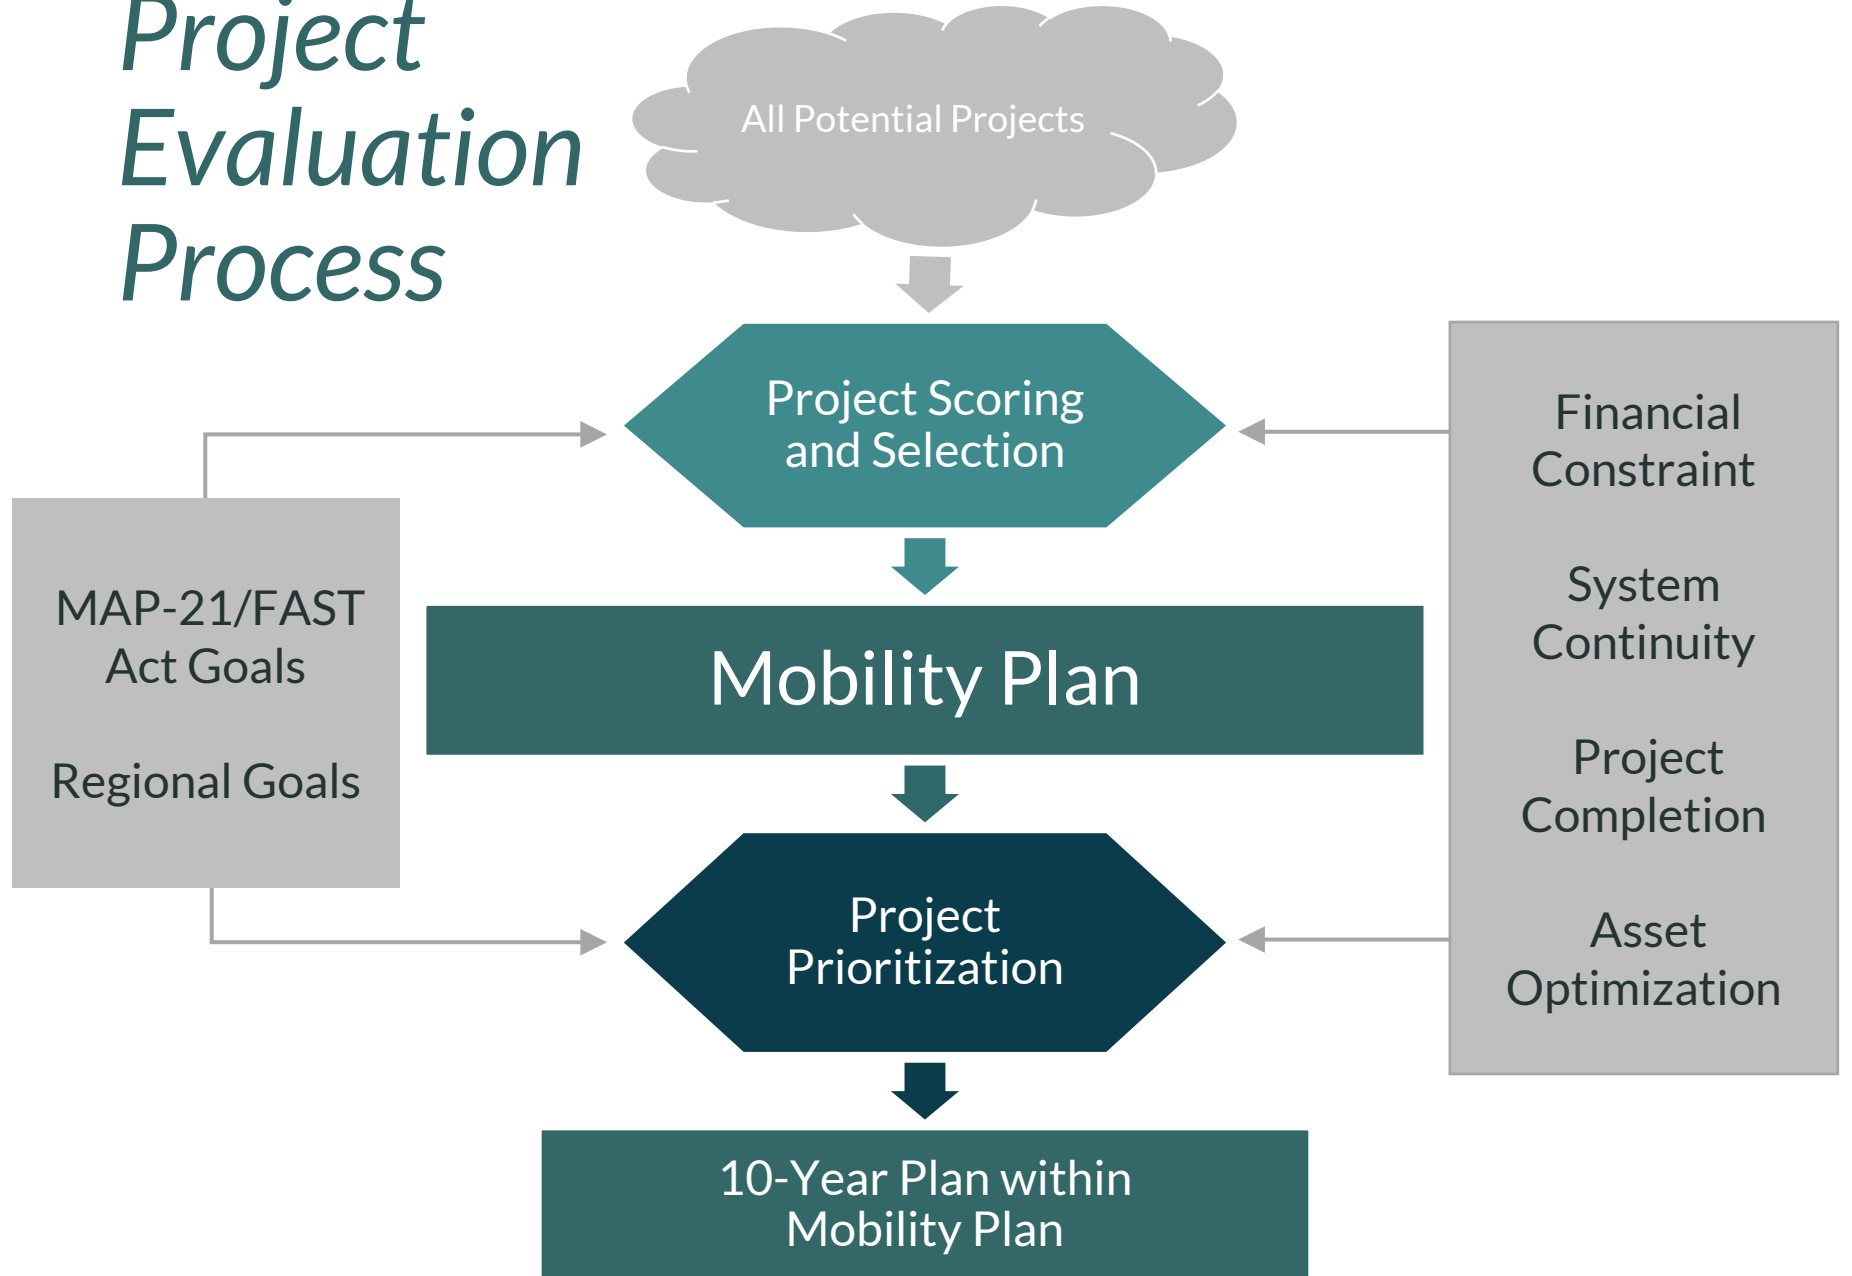 Project
Evaluation
Process
All Potential Projects
Project Scoring
and Selection
Financial
Constraint
System
Continuity
Project
Completion
Asset
Optimization
MAP-21/FAST
Act Goals
Regional Goals
Mobility Plan
Project
Prioritization
10-Year Plan within
Mobility Plan